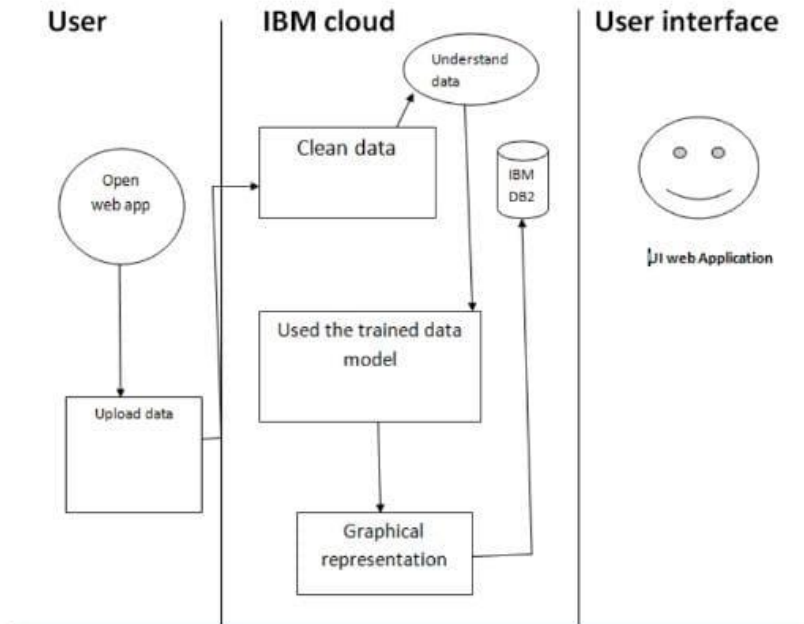 User
IBM cloud
User interface
Understand
data
Clean data
IBM
DB2
Open
web app
UI web Application
Used the trained data
model
Upload data
Graphical
representation